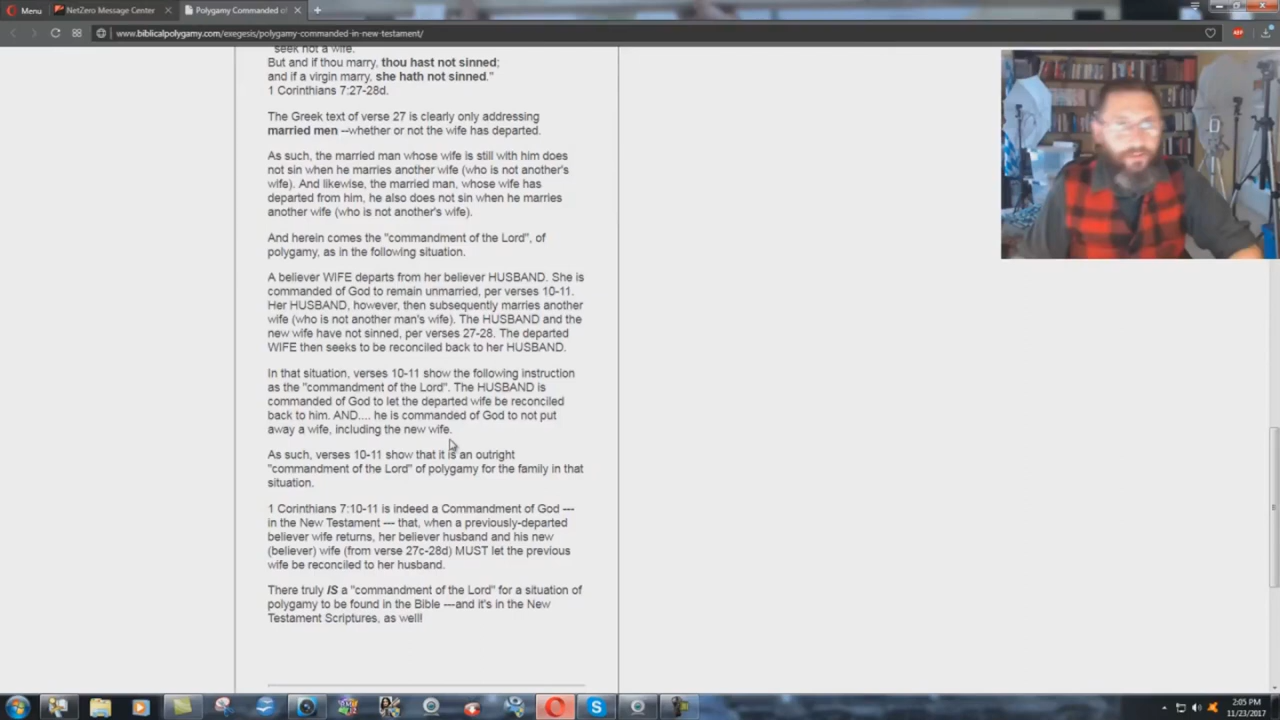 Menu
NetZero Message Center
Polygamy Commanded of
www.biblicalpolygamy.com/exegesis/polygamy-commanded-in-new-testament/
"seek not a wife.
But and if thou marry, thou hast not sinned;
and if a virgin marry, she hath not sinned."
1 Corinthians 7:27-28d.
The Greek text of verse 27 is clearly only addressing
married men --whether or not the wife has departed.
As such, the married man whose wife is still with him does
not sin when he marries another wife (who is not another's
wife). And likewise, the married man, whose wife has
departed from him, he also does not sin when he marries
another wife (who is not another's wife).
And herein comes the "commandment of the Lord", of
polygamy, as in the following situation.
A believer WIFE departs from her believer HUSBAND. She is
commanded of God to remain unmarried, per verses 10-11.
Her HUSBAND, however, then subsequently marries another
wife (who is not another man's wife). The HUSBAND and the
new wife have not sinned, per verses 27-28. The departed
WIFE then seeks to be reconciled back to her HUSBAND.
In that situation, verses 10-11 show the following instruction
as the "commandment of the Lord". The HUSBAND is
commanded of God to let the departed wife be reconciled
back to him. AND.... he is commanded of God to not put
away a wife, including the new wife.
As such, verses 10-11 show that it is an outright
"commandment of the Lord" of polygamy for the family in that
situation.
1 Corinthians 7:10-11 is indeed a Commandment of God ---
in the New Testament --- that, when a previously-departed
believer wife returns, her believer husband and his new
(believer) wife (from verse 27c-28d) MUST let the previous
wife be reconciled to her husband.
There truly IS a "commandment of the Lord" for a situation of
polygamy to be found in the Bible ---and it's in the New
Testament Scriptures, as well!
2:05 PM
11/23/2017